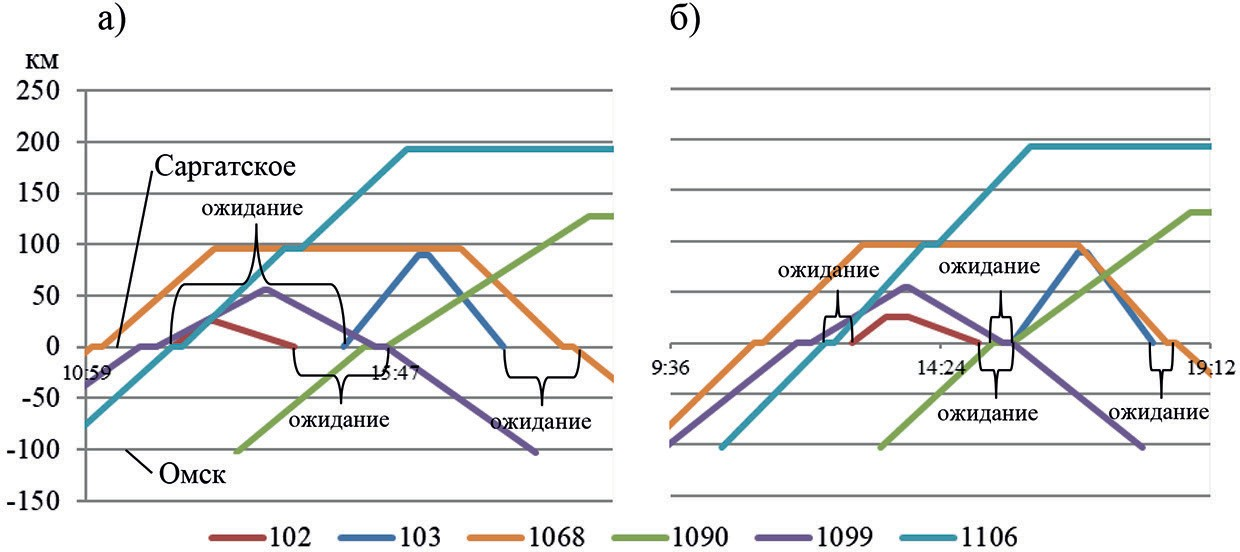 а)
б)
км
250
200
150
100
50
0
-50
-100
-150
Саргатское
ожидание
10:59
15:47
ожидание
ожидание
Омск
ожидание
ожидание
9:36
14:24
19:12
ожидание
ожидание
102 103 1068 1090 1099 1106